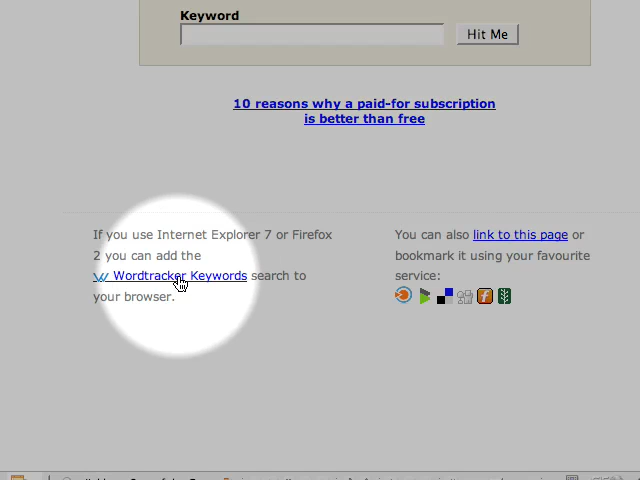 Keyword
Hit Me
10 reasons why a paid-for subscription
is better than free
If you use Internet Explorer 7 or Firefox
2 you can add the
Wordtracker Keywords search to
your browser.
You can also link to this page or
bookmark it using your favourite
service: